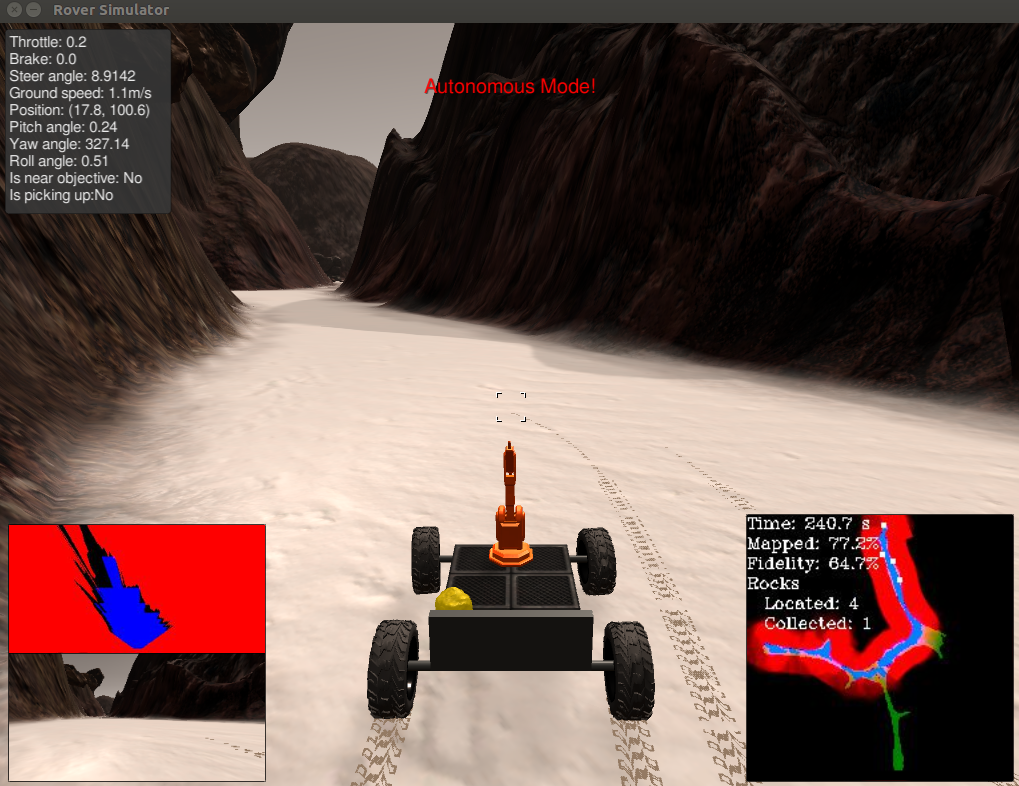 Rover Simulator
Throttle: 0.2
Brake: 0.0
Steer angle: 8.9142
Ground speed: 1.1m/s
Position: (17.8, 100.6)
Pitch angle: 0.24
Yaw angle: 327.14
Roll angle: 0.51
Is near objective: No
Is picking up:No
Autonomous Mode!
Time: 240.7 s
Mapped: 77.2%
Fidelity: 64.7%
Rocks
Located: 4
Collected: 1